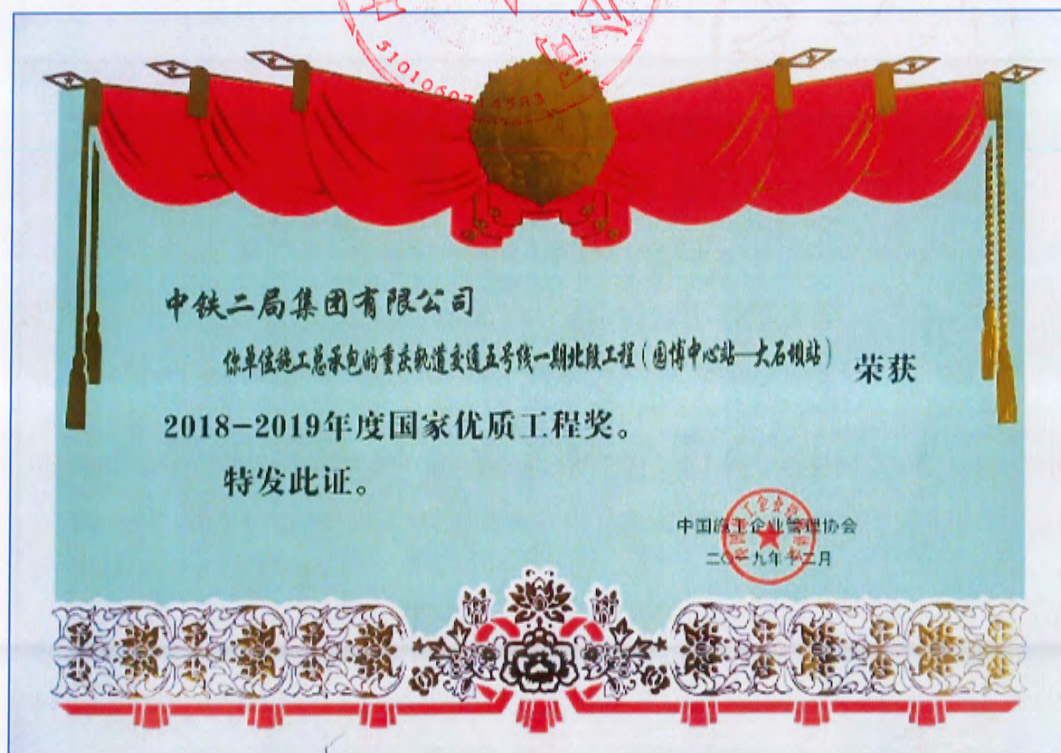 5101060
中铁二局集团有限公司
你单位施工总承包的重庆轨道交通五号线一期北段工程（园博中心站—大石坝站） 荣获
2018-2019年度国家优质工程奖。
特发此证。
中国施工企业管理协会
二〇一九年十二月